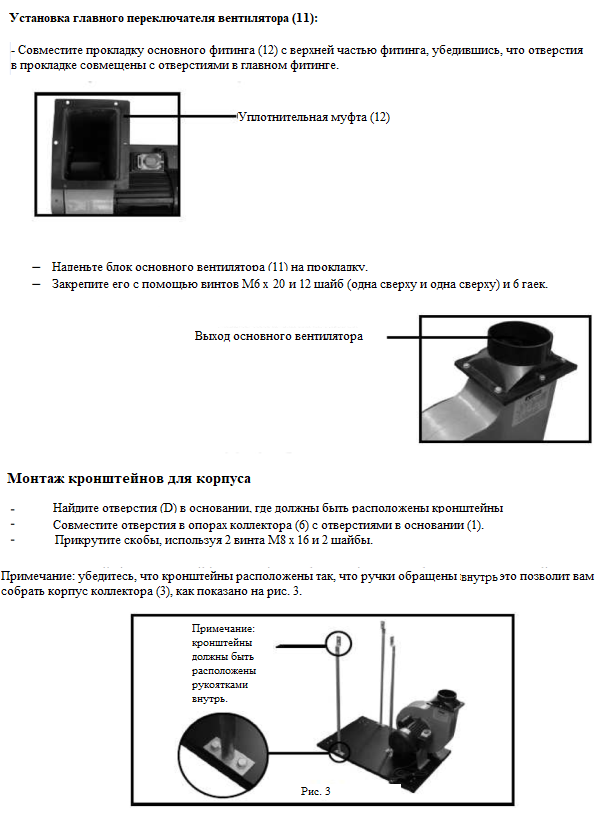 Установка главного переключателя вентилятора (11):
- Совместите прокладку основного фитинга (12) с верхней частью фитинга, убедившись, что отверстия
в прокладке совмещены с отверстиями в главном фитинге.
Уплотнительная муфта (12)
– Наденьте блок основного вентилятора (11) на прокладку.
– Закрепите его с помощью винтов М6 x 20 и 12 шайб (одна сверху и одна сверху) и 6 гаек.
Выход основного вентилятора
Монтаж кронштейнов для корпуса
- Найдите отверстия (D) в основании, где должны быть расположены кронштейны
- Совместите отверстия в опорах коллектора (6) с отверстиями в основании (1).
- Прикрутите скобы, используя 2 винта М8 x 16 и 2 шайбы.
Примечание: убедитесь, что кронштейны расположены так, что ручки обращены внутрь это позволит вам
собрать корпус коллектора (3), как показано на рис. 3.
Примечание:
кронштейны
должны быть
расположены
рукоятками
внутрь.
Рис. 3